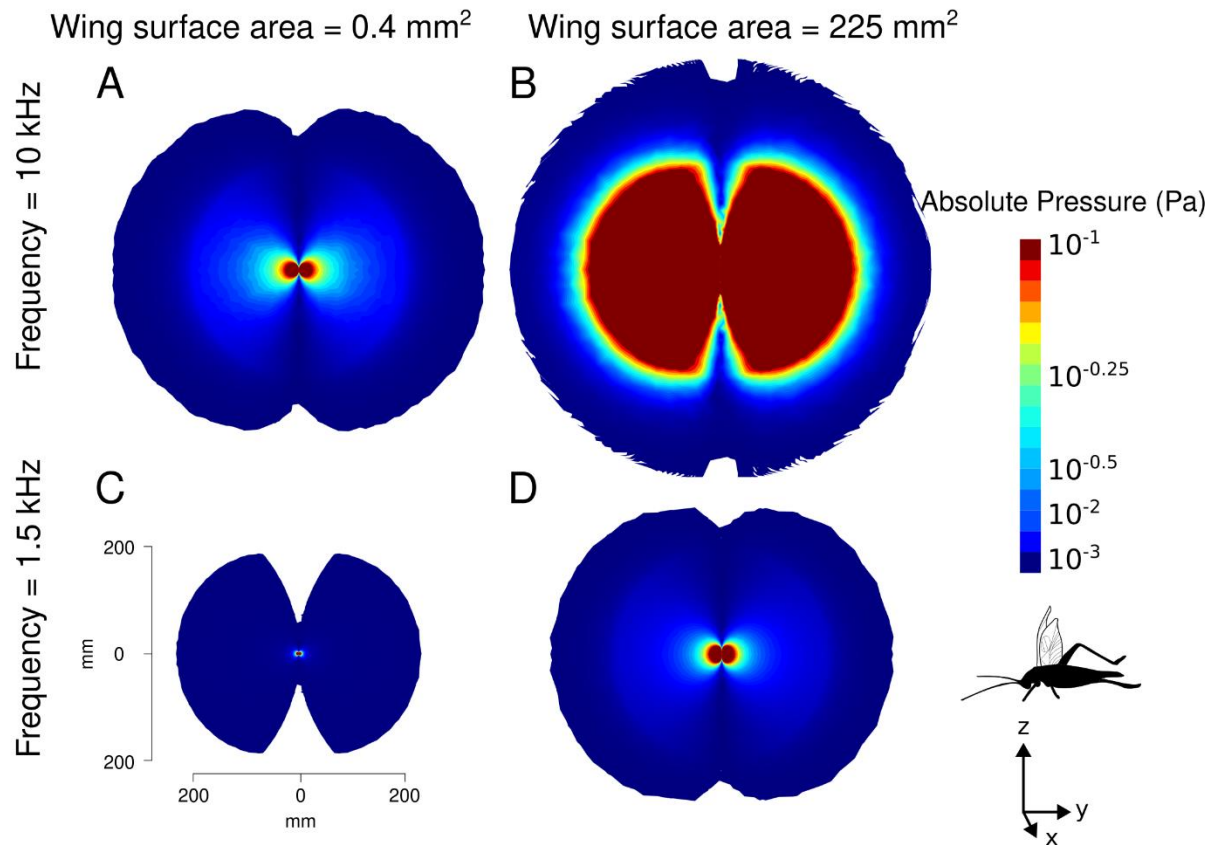 Wing surface area = 0.4 mm²
Wing surface area = 225 mm²
Frequency = 10 kHz
A
B
Absolute Pressure (Pa)
10⁻¹
10⁻⁰·²⁵
10⁻⁰·⁵
10⁻²
10⁻³
Frequency = 1.5 kHz
C
D
200
0
200
mm
200
0
200
mm
z
y
x